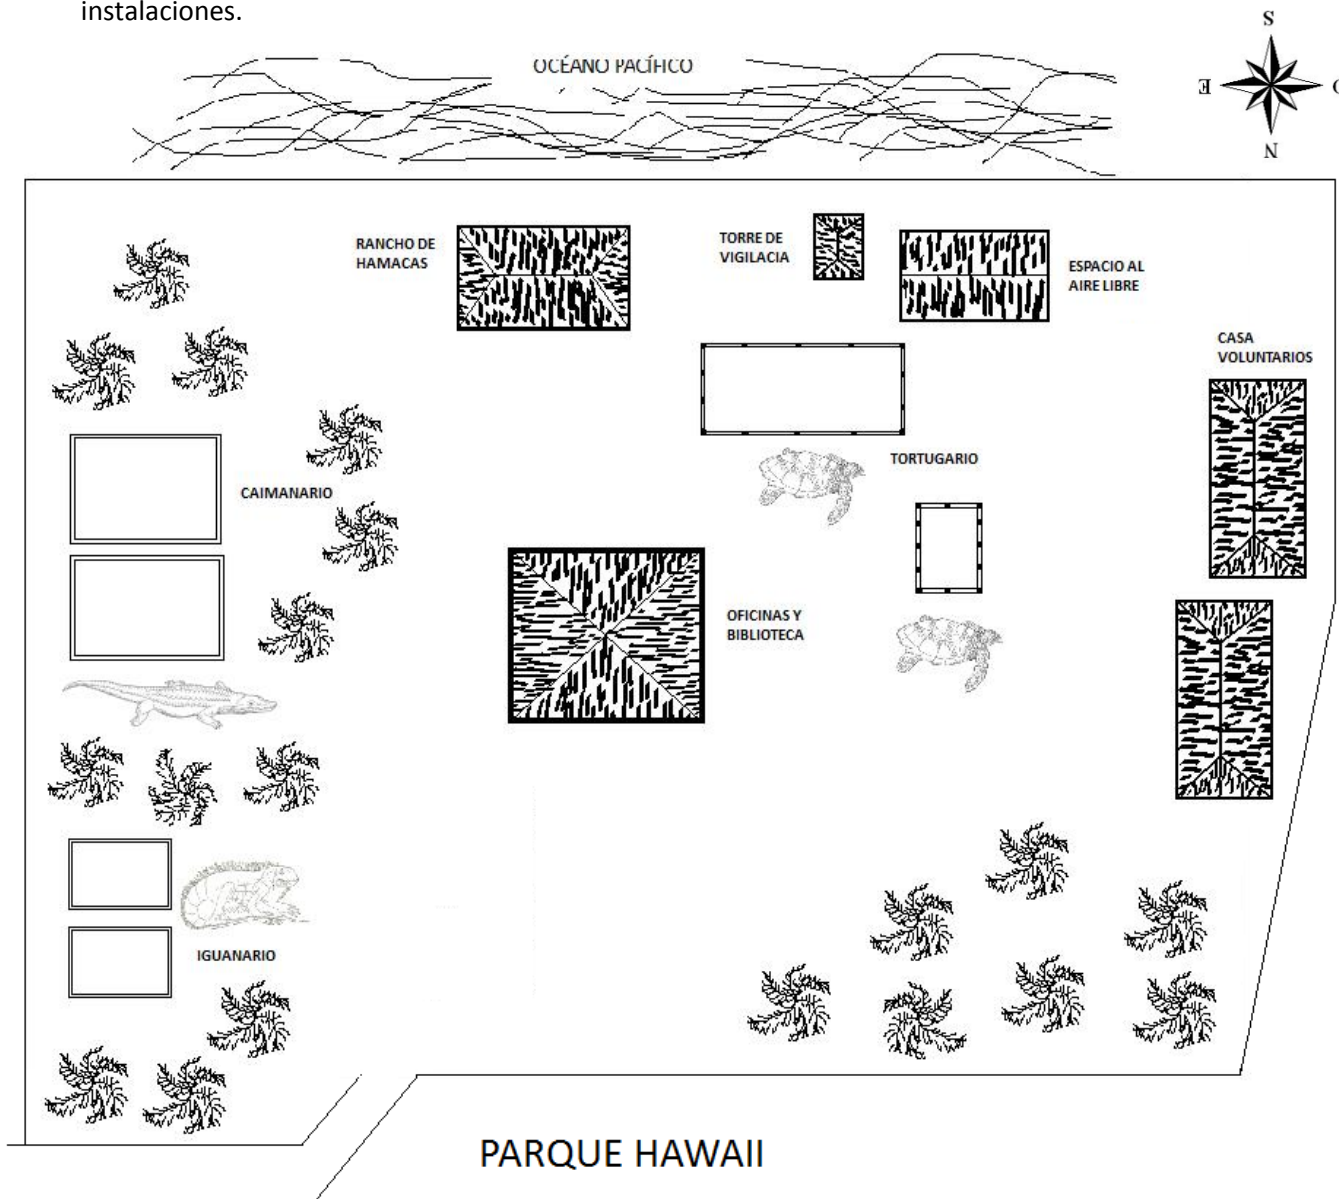 instalaciones.
S
OCÉANO PACÍFICO
E
O
N
RANCHO DE
HAMACAS
TORRE DE
VIGILACIA
ESPACIO AL
AIRE LIBRE
CASA
VOLUNTARIOS
TORTUGARIO
CAIMANARIO
OFICINAS Y
BIBLIOTECA
IGUANARIO
PARQUE HAWAII